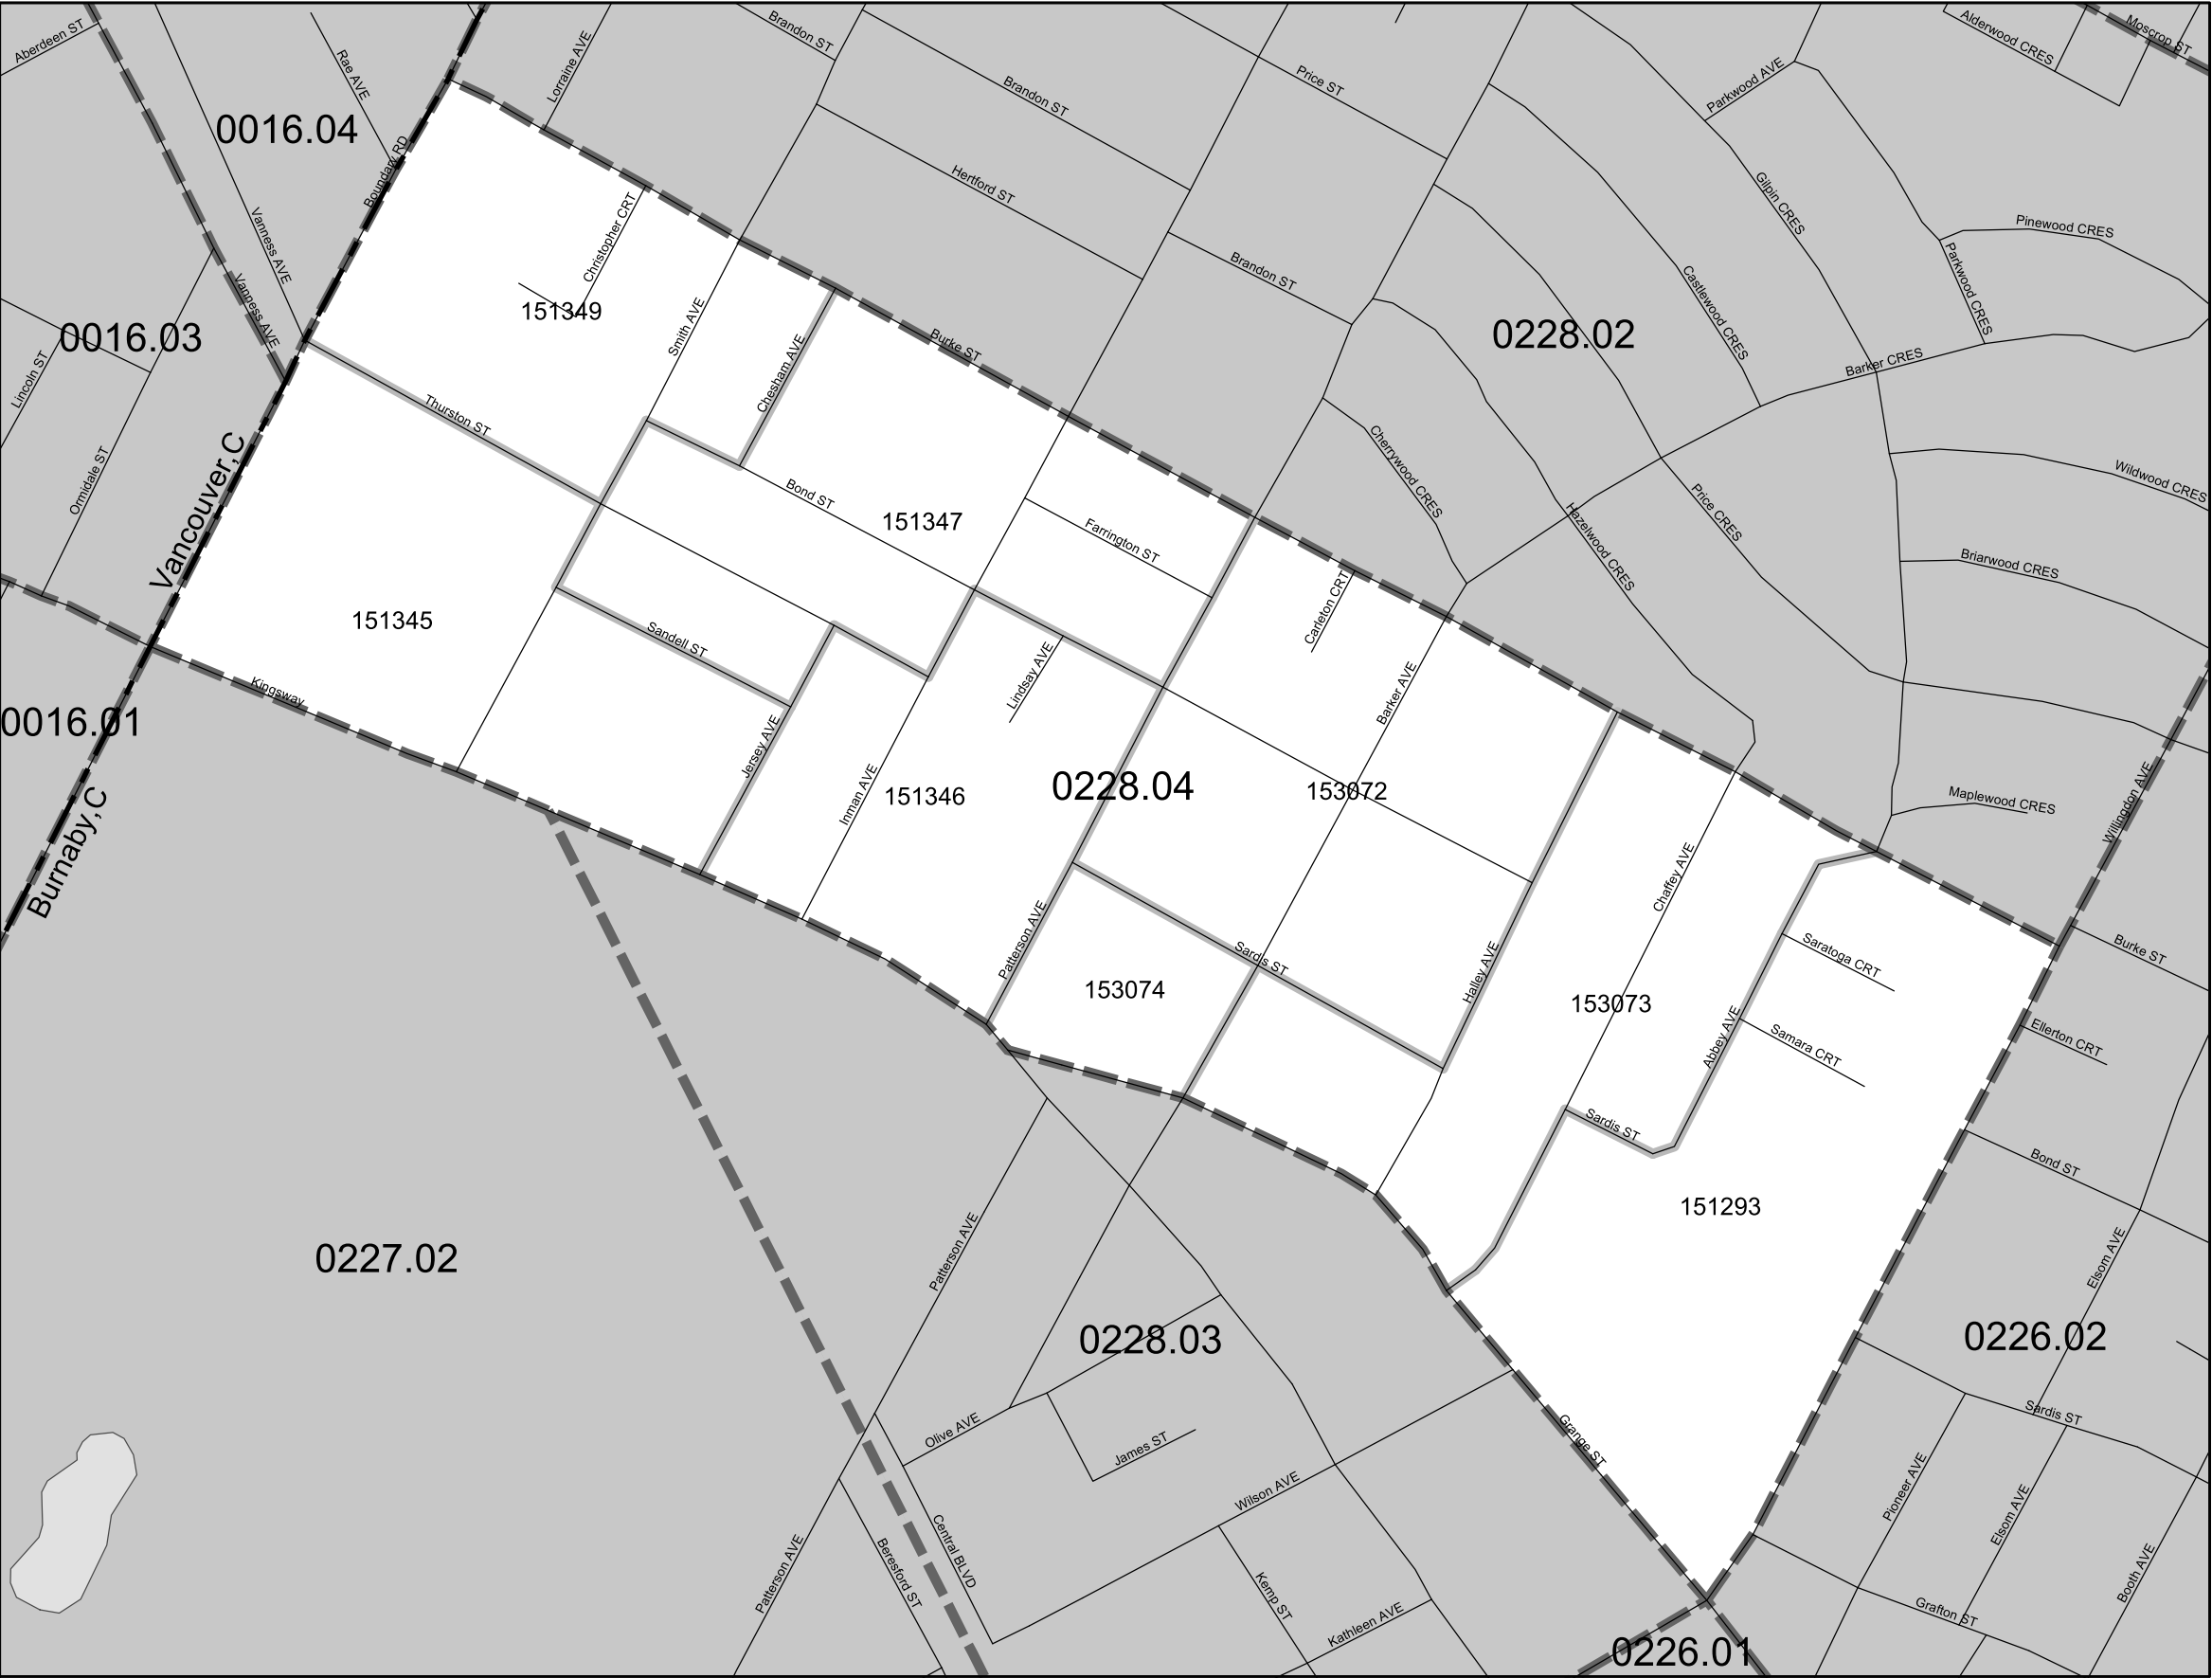 Aberdeen ST
Rae AVE
Lorraine AVE
Brandon ST
Brandon ST
Price ST
Parkwood AVE
Alderwood CRES
Moscrop ST
0016.04
Boundary RD
Hertford ST
Gilpin CRES
Vanness AVE
Christopher CRT
Pinewood CRES
Vanness AVE
Brandon ST
Castlewood CRES
Parkwood CRES
151349
0016.03
Smith AVE
Burke ST
0228.02
Barker CRES
Lincoln ST
Chesham AVE
Thurston ST
Cherrywood CRES
Wildwood CRES
Ormidale ST
Vancouver,C
Bond ST
151347
Farrington ST
Hazelwood CRES
Price CRES
Briarwood CRES
151345
Sandell ST
Carleton CRT
Lindsay AVE
Barker AVE
Kingsway
0016.01
Jersey AVE
Inman AVE
151346
0228.04
153072
Maplewood CRES
Willingdon AVE
Burnaby,C
Chaffey AVE
Patterson AVE
Sardis ST
Halley AVE
Saratoga CRT
Burke ST
153074
153073
Abbey AVE
Samara CRT
Ellerton CRT
Sardis ST
Bond ST
151293
Patterson AVE
Elsom AVE
0227.02
0228.03
0226.02
Olive AVE
James ST
Grange ST
Sardis ST
Wilson AVE
Pioneer AVE
Elsom AVE
Central BLVD
Beresford ST
Patterson AVE
Kemp ST
Kathleen AVE
Grafton ST
Booth AVE
0226.01